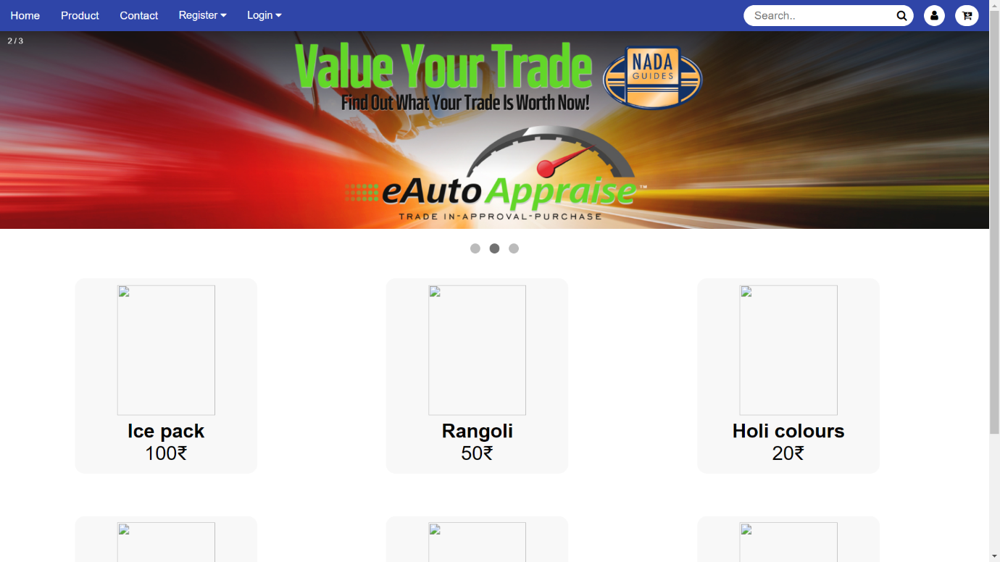 Home Product Contact Register Login Search..
2 / 3
Value Your Trade
NADA
GUIDES
Find Out What Your Trade Is Worth Now!
eAutoAppraise™
TRADE IN-APPROVAL-PURCHASE
Ice pack
100₹
Rangoli
50₹
Holi colours
20₹